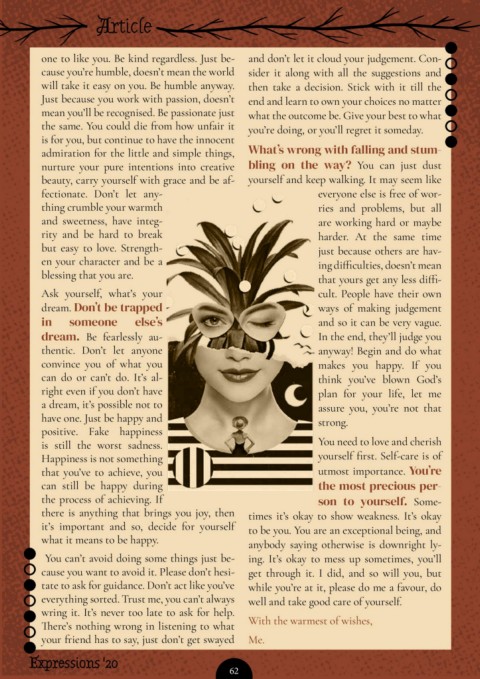 Article
one to like you. Be kind regardless. Just be-
cause you're humble, doesn't mean the world
will take it easy on you. Be humble anyway.
Just because you work with passion, doesn't
mean you'll be recognised. Be passionate just
the same. You could die from how unfair it
is for you, but continue to have the innocent
admiration for the little and simple things,
nurture your pure intentions into creative
beauty, carry yourself with grace and be af-
fectionate. Don't let any-
thing crumble your warmth
and sweetness, have integ-
rity and be hard to break
but easy to love. Strength-
en your character and be a
blessing that you are.
Ask yourself, what's your
dream. Don't be trapped
in someone else's
dream. Be fearlessly au-
thentic. Don't let anyone
convince you of what you
can do or can't do. It's al-
right even if you don't have
a dream, it's possible not to
have one. Just be happy and
positive. Fake happiness
is still the worst sadness.
Happiness is not something
that you've to achieve, you
can still be happy during
the process of achieving. If
there is anything that brings you joy, then
it's important and so, decide for yourself
what it means to be happy.
You can't avoid doing some things just be-
cause you want to avoid it. Please don't hesi-
tate to ask for guidance. Don't act like you've
everything sorted. Trust me, you can't always
wring it. It's never too late to ask for help.
There's nothing wrong in listening to what
your friend has to say, just don't get swayed
and don't let it cloud your judgement. Con-
sider it along with all the suggestions and
then take a decision. Stick with it till the
end and learn to own your choices no matter
what the outcome be. Give your best to what
you're doing, or you'll regret it someday.
What's wrong with falling and stum-
bling on the way? You can just dust
yourself and keep walking. It may seem like
everyone else is free of wor-
ries and problems, but all
are working hard or maybe
harder. At the same time
just because others are hav-
ing difficulties, doesn't mean
that yours get any less diffi-
cult. People have their own
ways of making judgement
and so it can be very vague.
In the end, they'll judge you
anyway! Begin and do what
makes you happy. If you
think you've blown God's
plan for your life, let me
assure you, you're not that
strong.
You need to love and cherish
yourself first. Self-care is of
utmost importance. You're
the most precious per-
son to yourself. Some-
times it's okay to show weakness. It's okay
to be you. You are an exceptional being, and
anybody saying otherwise is downright ly-
ing. It's okay to mess up sometimes, you'll
get through it. I did, and so will you, but
while you're at it, please do me a favour, do
well and take good care of yourself.
With the warmest of wishes,
Me.
Expressions '20
62